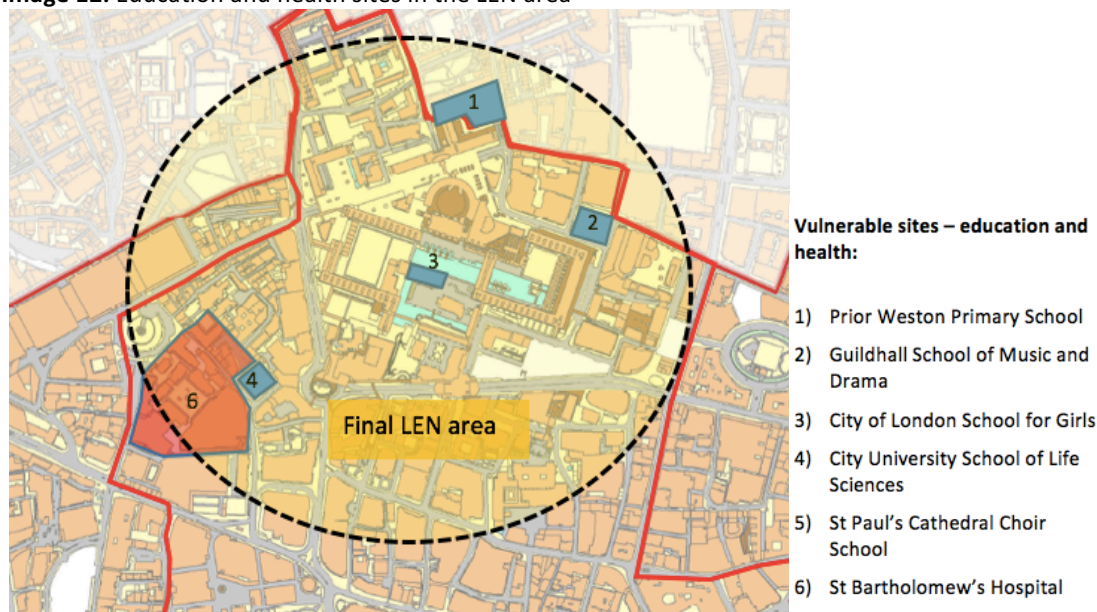 Education and health sites in the LEN area
1
2
3
4
6
Final LEN area
Vulnerable sites – education and
health:
1) Prior Weston Primary School
2) Guildhall School of Music and
Drama
3) City of London School for Girls
4) City University School of Life
Sciences
5) St Paul's Cathedral Choir
School
6) St Bartholomew's Hospital